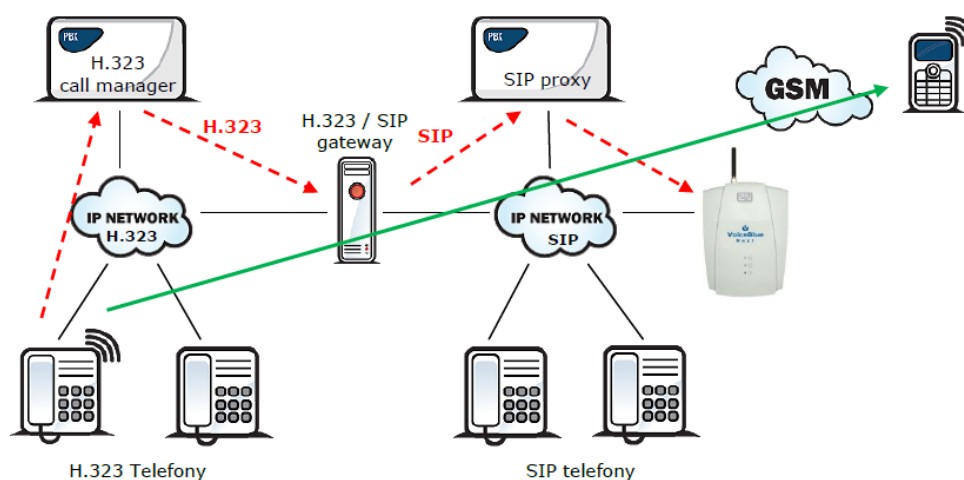 PBX
H.323
call manager
PBX
SIP proxy
GSM
H.323
H.323 / SIP
gateway
SIP
IP NETWORK
H.323
IP NETWORK
SIP
VoiceBlue
Next
H.323 Telefony
SIP telefony